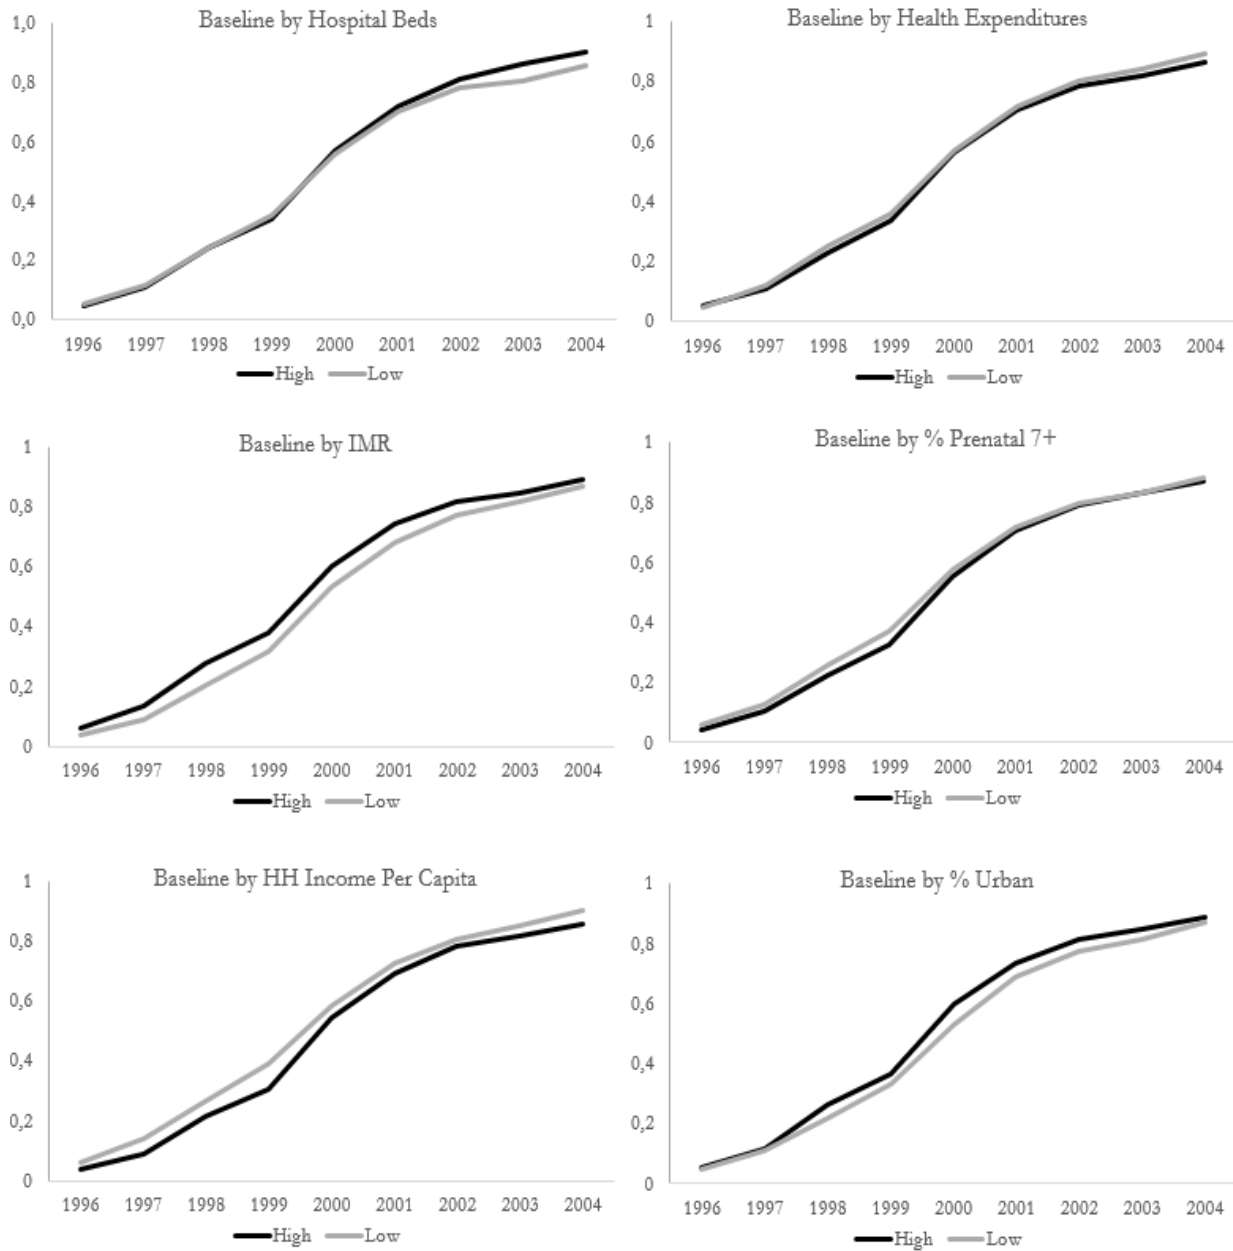 Baseline by Hospital Beds
1,0
0,8
0,6
0,4
0,2
0,0
1996 1997 1998 1999 2000 2001 2002 2003 2004
High Low
Baseline by Health Expenditures
1
0,8
0,6
0,4
0,2
0
1996 1997 1998 1999 2000 2001 2002 2003 2004
High Low
Baseline by IMR
1
0,8
0,6
0,4
0,2
0
1996 1997 1998 1999 2000 2001 2002 2003 2004
High Low
Baseline by % Prenatal 7+
1
0,8
0,6
0,4
0,2
0
1996 1997 1998 1999 2000 2001 2002 2003 2004
High Low
Baseline by HH Income Per Capita
1
0,8
0,6
0,4
0,2
0
1996 1997 1998 1999 2000 2001 2002 2003 2004
High Low
Baseline by % Urban
1
0,8
0,6
0,4
0,2
0
1996 1997 1998 1999 2000 2001 2002 2003 2004
High Low